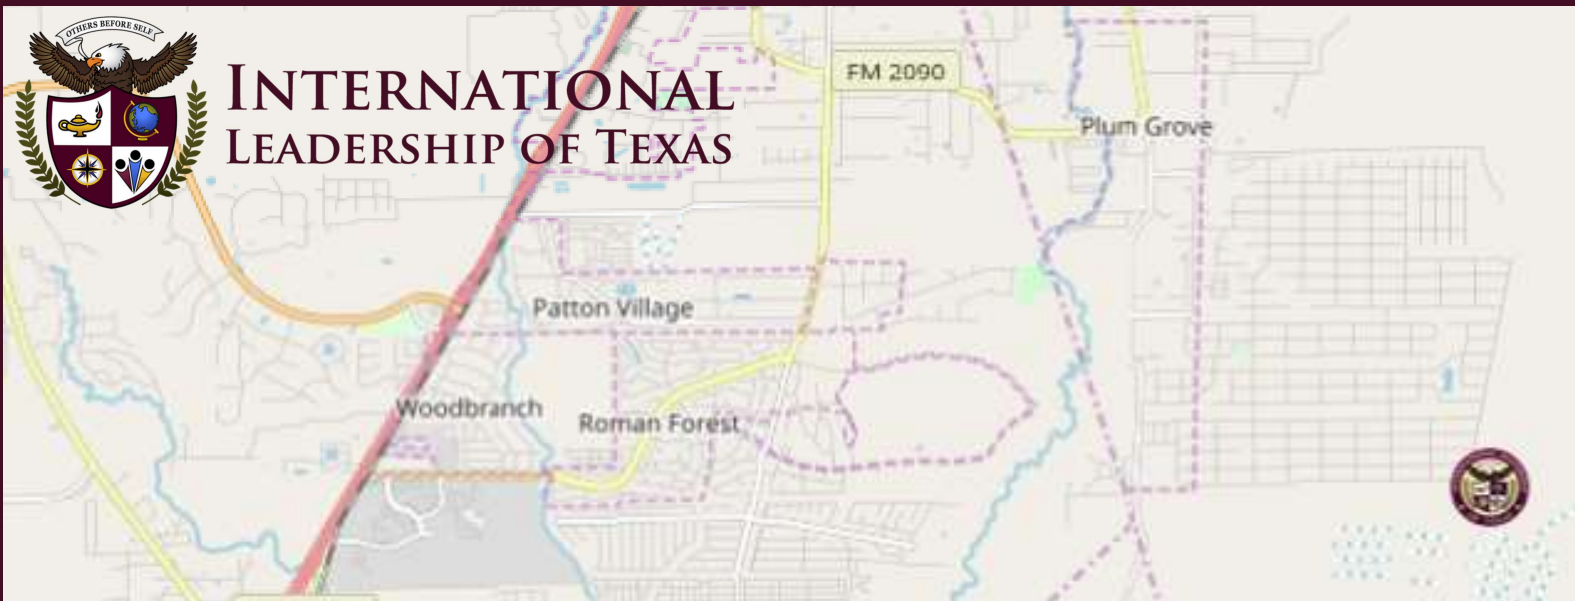 OTHERS BEFORE SELF
INTERNATIONAL
LEADERSHIP OF TEXAS
FM 2090
Plum Grove
Patton Village
Woodbranch
Roman Forest